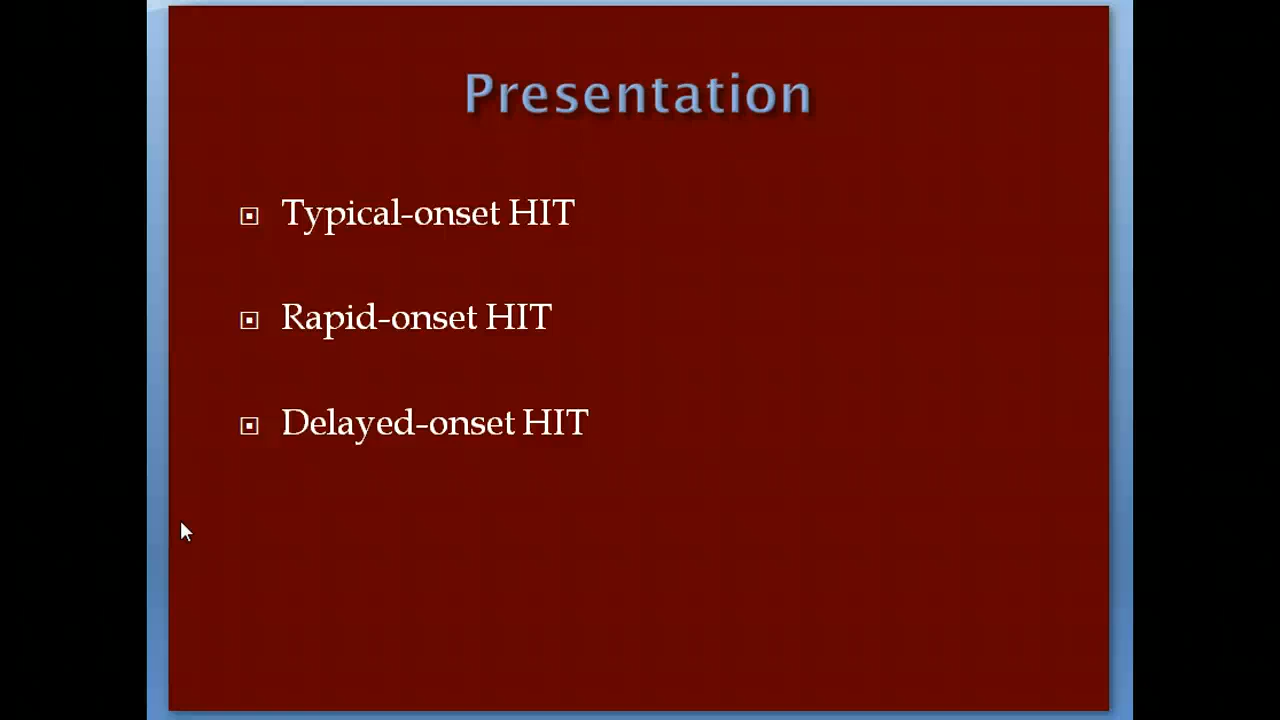 Presentation
Typical-onset HIT
Rapid-onset HIT
Delayed-onset HIT